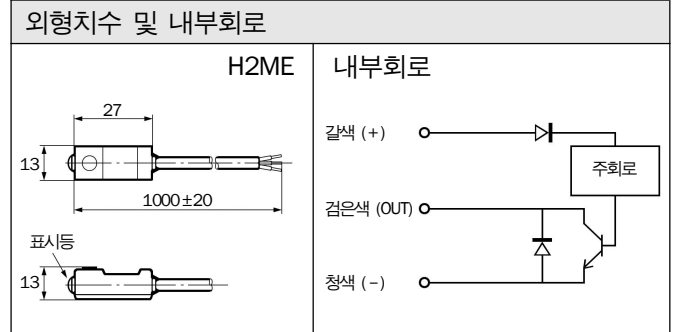 외형치수 및 내부회로
H2ME
27
13
1000±20
표시등
13
내부회로
갈색 (+)
주회로
검은색 (OUT)
청색 (-)